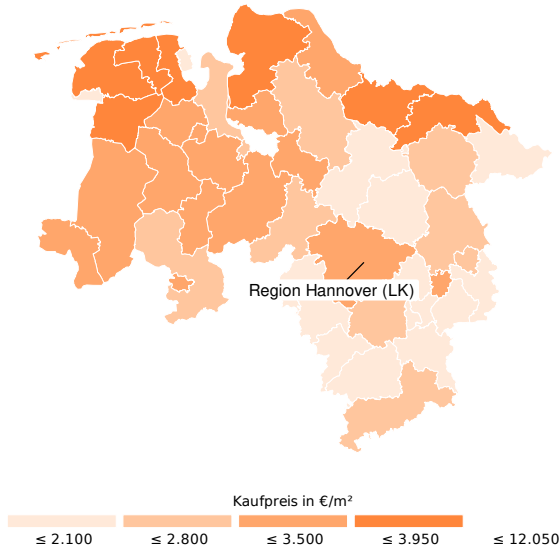 Region Hannover (LK)
Kaufpreis in €/m²
≤ 2.100 ≤ 2.800 ≤ 3.500 ≤ 3.950 ≤ 12.050